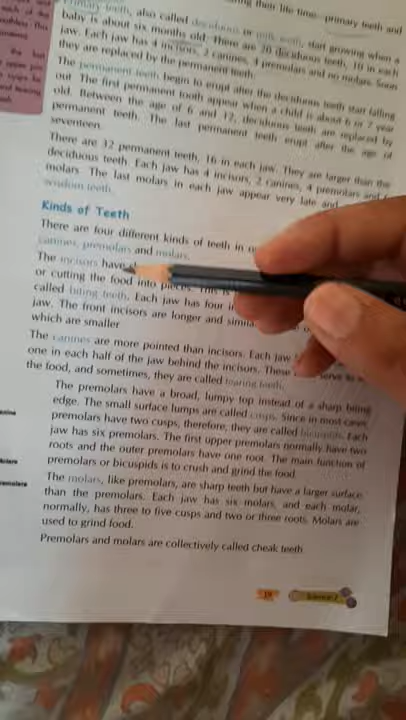 their life time primary teeth and
Primary teeth, also called deciduous or milk teeth, start growing when a
baby is about six months old. There are 20 deciduous teeth, 10 in each
jaw. Each jaw has 4 incisors, 2 canines, 4 premolars and no molars. Soon
they are replaced by the permanent teeth.
The permanent teeth begin to erupt after the deciduous teeth start falling
out. The first permanent tooth appear when a child is about 6 or 7 year
old. Between the age of 6 and 12, deciduous teeth are replaced by
permanent teeth. The last permanent teeth erupt after the age of
seventeen.
There are 32 permanent teeth, 16 in each jaw. They are larger than the
deciduous teeth. Each jaw has 4 incisors, 2 canines, 4 premolars and
molars. The last molars in each jaw appear very late and
wisdom teeth.
Kinds of Teeth
There are four different kinds of teeth in
canines, premolars and molars.
The incisors have
or cutting the food into pieces. This is
called biting teeth. Each jaw has four
jaw. The front incisors are longer and
which are smaller
The canines are more pointed than incisors. Each jaw
one in each half of the jaw behind the incisors. These serve to
the food, and sometimes, they are called tearing teeth.
The premolars have a broad, lumpy top instead of a sharp biting
edge. The small surface lumps are called cusps. Since in most cases
premolars have two cusps, therefore, they are called bicuspids. Each
jaw has six premolars. The first upper premolars normally have two
roots and the outer premolars have one root. The main function of
premolars or bicuspids is to crush and grind the food.
The molars, like premolars, are sharp teeth but have a larger surface
than the premolars. Each jaw has six molars, and each molar,
normally, has three to five cusps and two or three roots. Molars are
used to grind food.
Premolars and molars are collectively called cheak teeth
19 Science-7